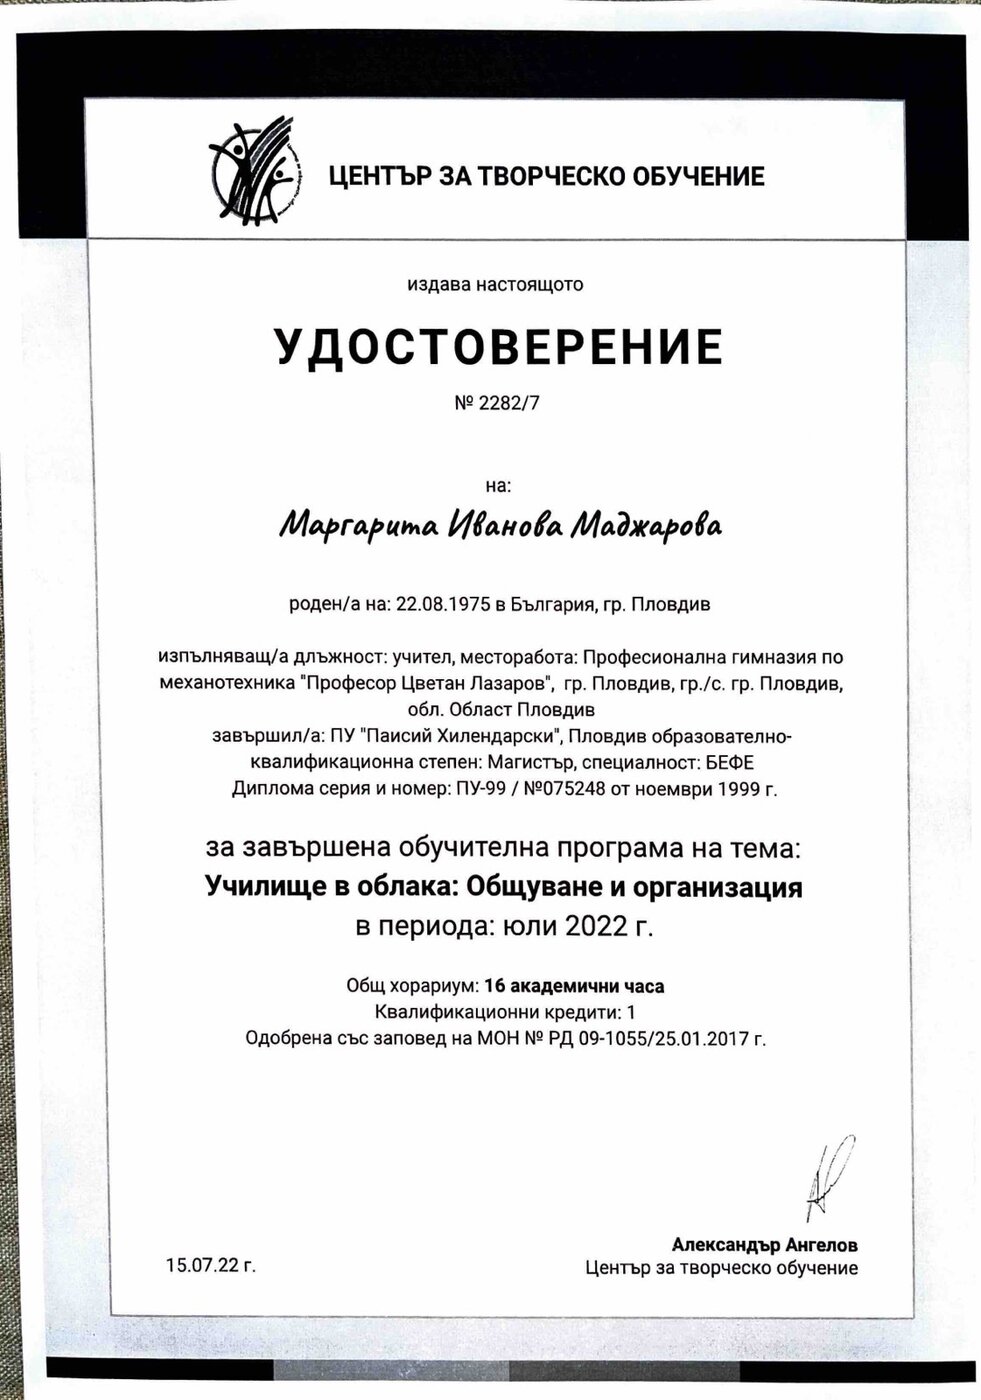 ЦЕНТЪР ЗА ТВОРЧЕСКО ОБУЧЕНИЕ
издава настоящото
УДОСТОВЕРЕНИЕ
№ 2282/7
на:
Маргарита Иванова Маджарова
роден/а на: 22.08.1975 в България, гр. Пловдив
изпълняващ/а длъжност: учител, месторабота: Професионална гимназия по
механотехника "Професор Цветан Лазаров", гр. Пловдив, гр./с. гр. Пловдив,
обл. Област Пловдив
завършил/а: ПУ "Паисий Хилендарски", Пловдив образователно-
квалификационна степен: Магистър, специалност: БЕФЕ
Диплома серия и номер: ПУ-99 / №075248 от ноември 1999 г.
за завършена обучителна програма на тема:
Училище в облака: Общуване и организация
в периода: юли 2022 г.
Общ хорариум: 16 академични часа
Квалификационни кредити: 1
Одобрена със заповед на МОН № РД 09-1055/25.01.2017 г.
Александър Ангелов
15.07.22 г.
Център за творческо обучение